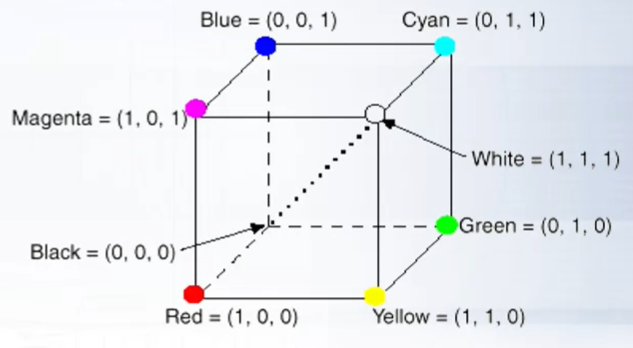 Blue = (0, 0, 1)
Cyan = (0, 1, 1)
Magenta = (1, 0, 1)
White = (1, 1, 1)
Green = (0, 1, 0)
Black = (0, 0, 0)
Red = (1, 0, 0)
Yellow = (1, 1, 0)